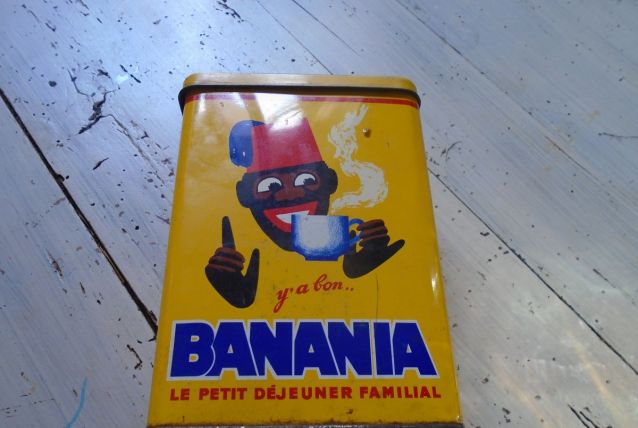 y'a bon..
BANANIA
LE PETIT DÉJEUNER FAMILIAL